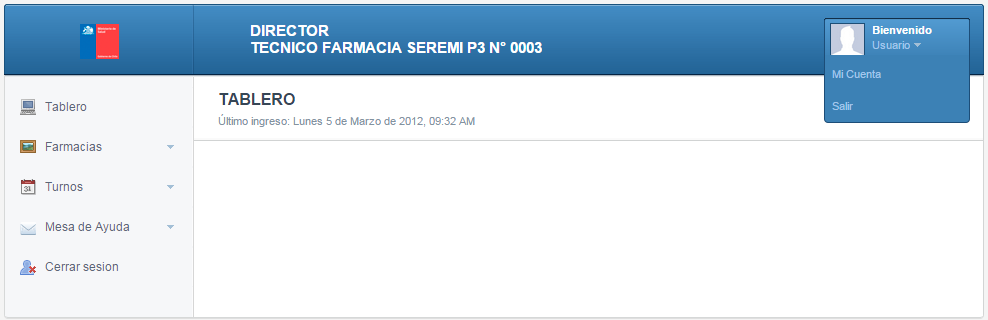 DIRECTOR
TECNICO FARMACIA SEREMI P3 N° 0003
Bienvenido
Usuario
Mi Cuenta
Salir
Tablero
Farmacias
Turnos
Mesa de Ayuda
Cerrar sesion
TABLERO
Último ingreso: Lunes 5 de Marzo de 2012, 09:32 AM
31